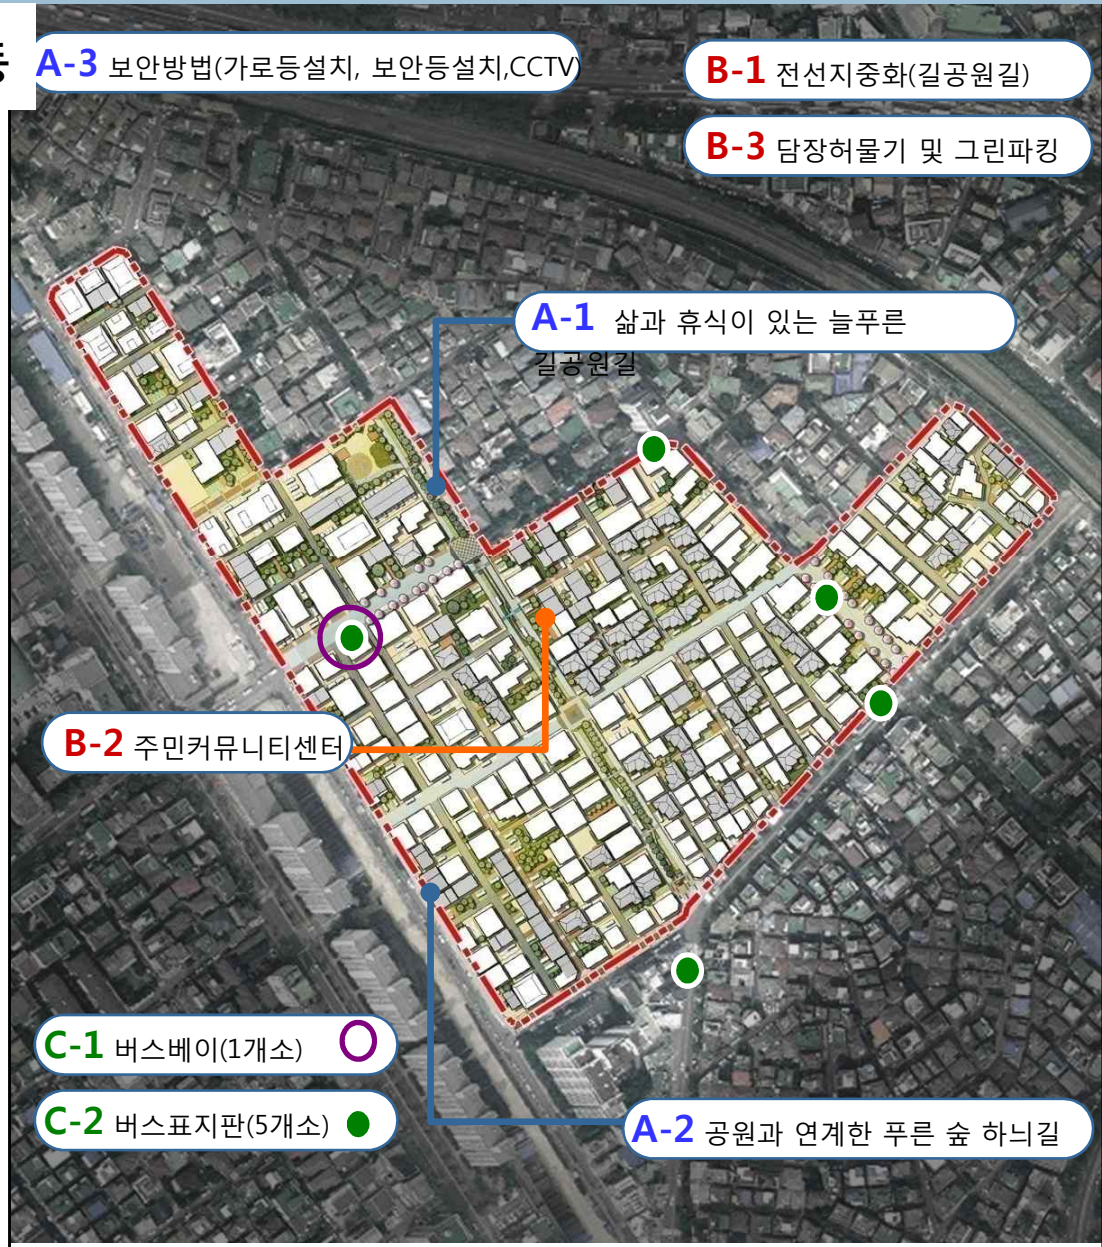 등
A-3 보안방법(가로등설치, 보안등설치,CCTV)
B-1 전선지중화(길공원길)
B-3 담장허물기 및 그린파킹
A-1 삶과 휴식이 있는 늘푸른
길공원길
B-2 주민커뮤니티센터
C-1 버스베이(1개소)
C-2 버스표지판(5개소)
A-2 공원과 연계한 푸른 숲 하늬길